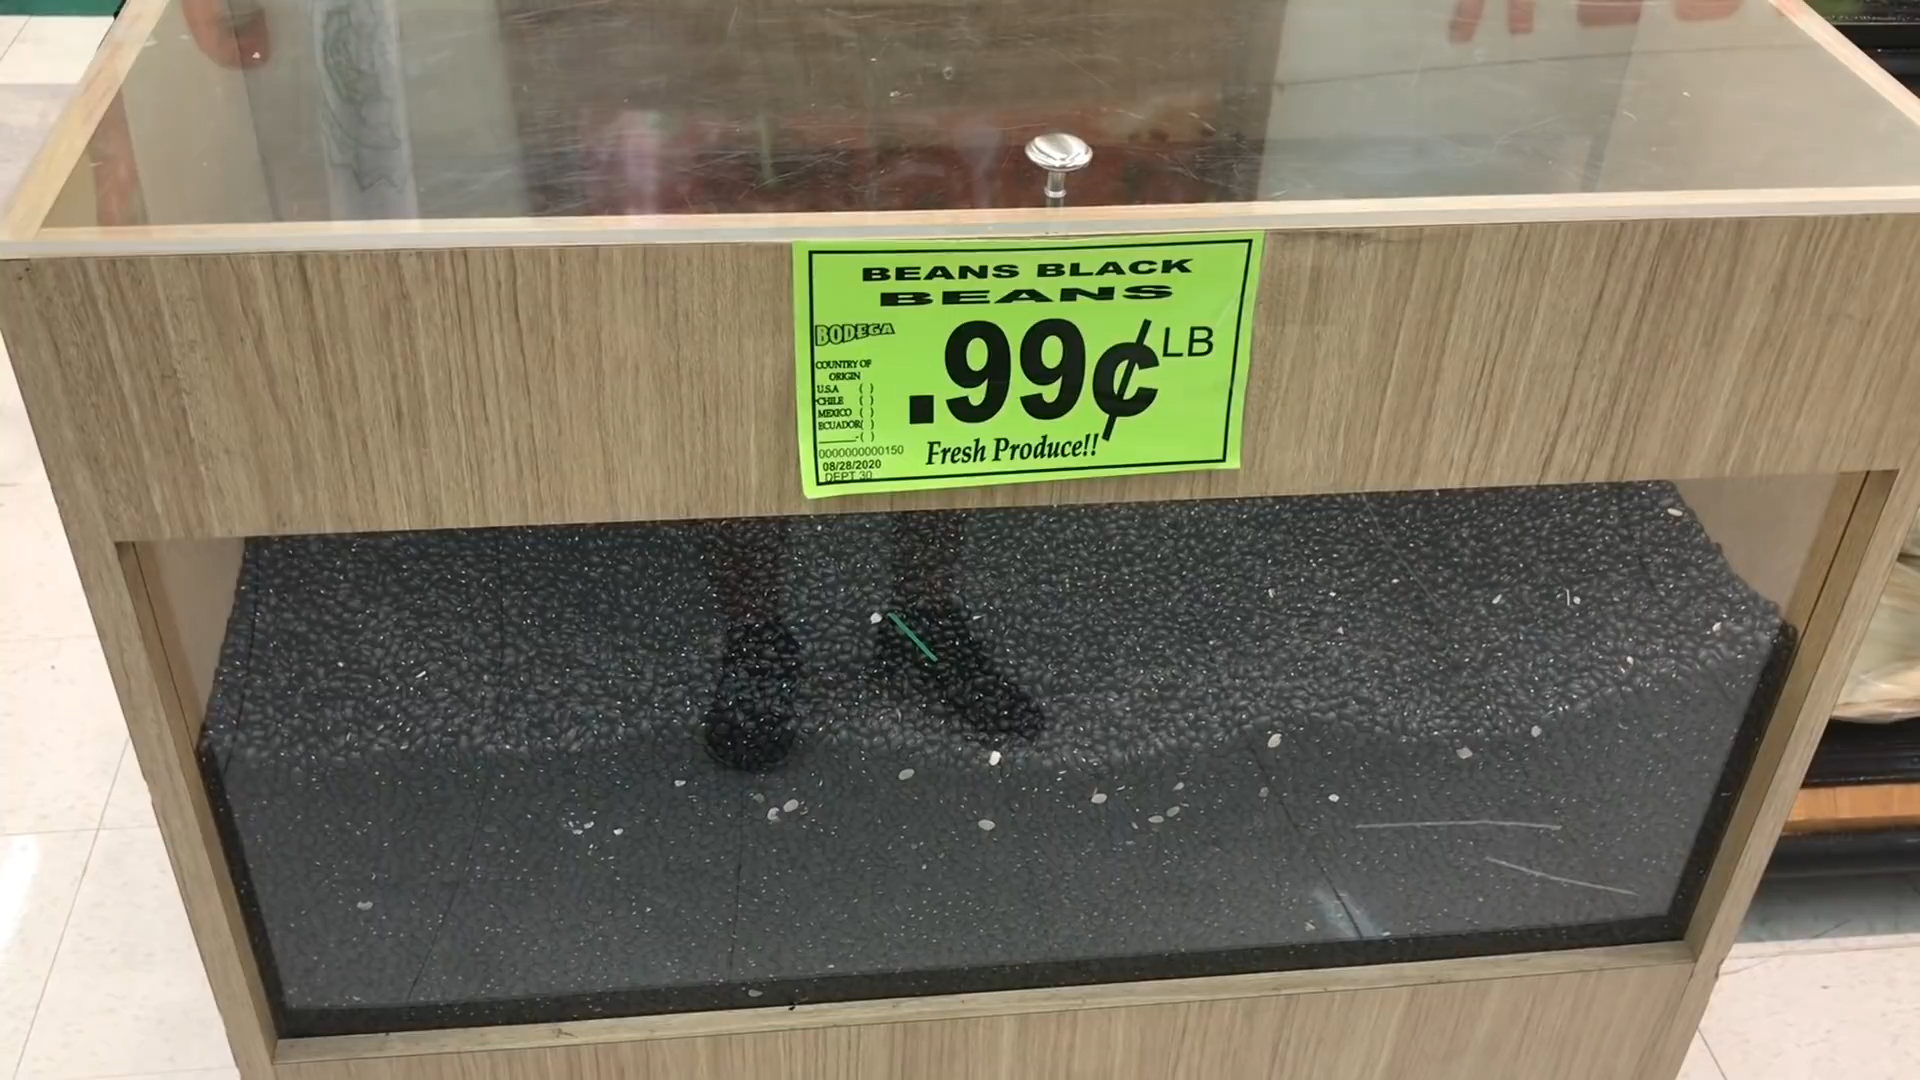 BEANS BLACK
BEANS
BODEGA
.99¢ LB
COUNTRY OF
ORIGIN
U.S.A ( )
CHILE ( )
MEXICO ( )
ECUADOR( )
______-( )
0000000000150
08/28/2020
DEPT 30
Fresh Produce!!